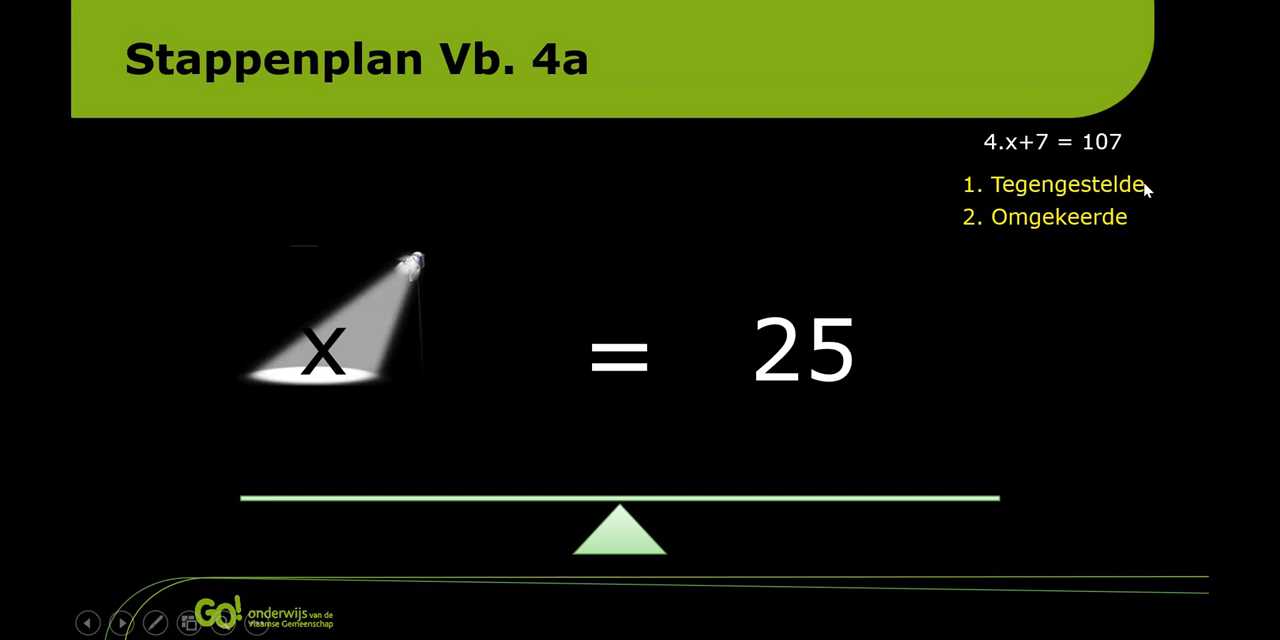 Stappenplan Vb. 4a
4.x+7 = 107
1. Tegengestelde
2. Omgekeerde
x = 25
GO! onderwijs van de
Vlaamse Gemeenschap